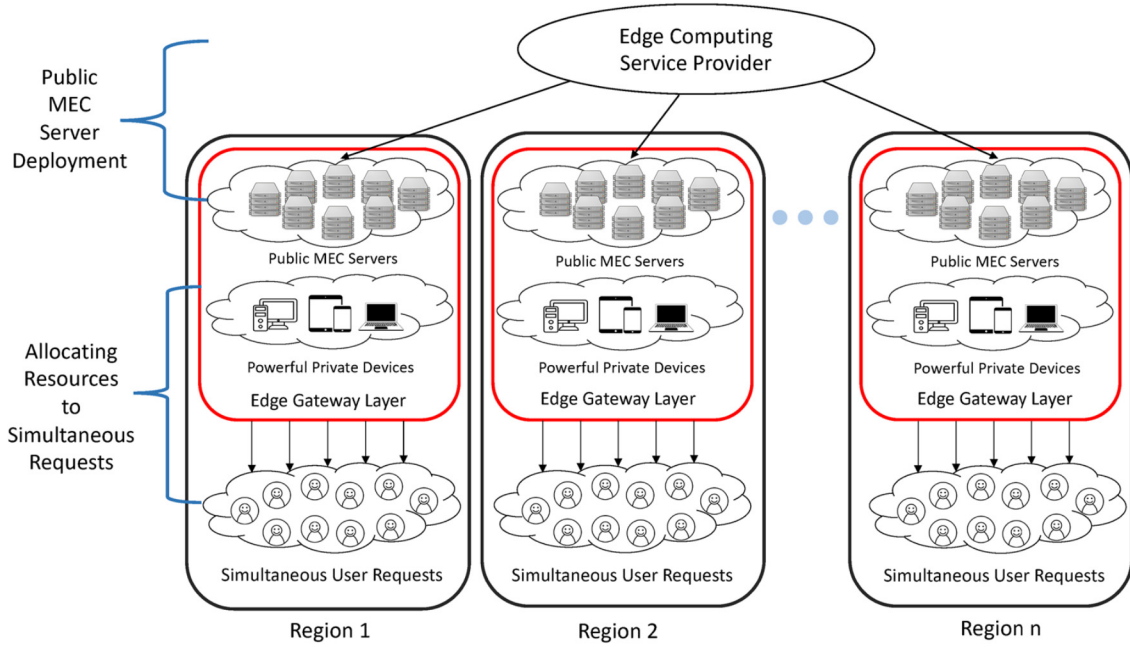 Edge Computing
Service Provider
Public
MEC
Server
Deployment
Allocating
Resources
to
Simultaneous
Requests
Public MEC Servers
Powerful Private Devices
Edge Gateway Layer
Simultaneous User Requests
Region 1
Public MEC Servers
Powerful Private Devices
Edge Gateway Layer
Simultaneous User Requests
Region 2
Public MEC Servers
Powerful Private Devices
Edge Gateway Layer
Simultaneous User Requests
Region n